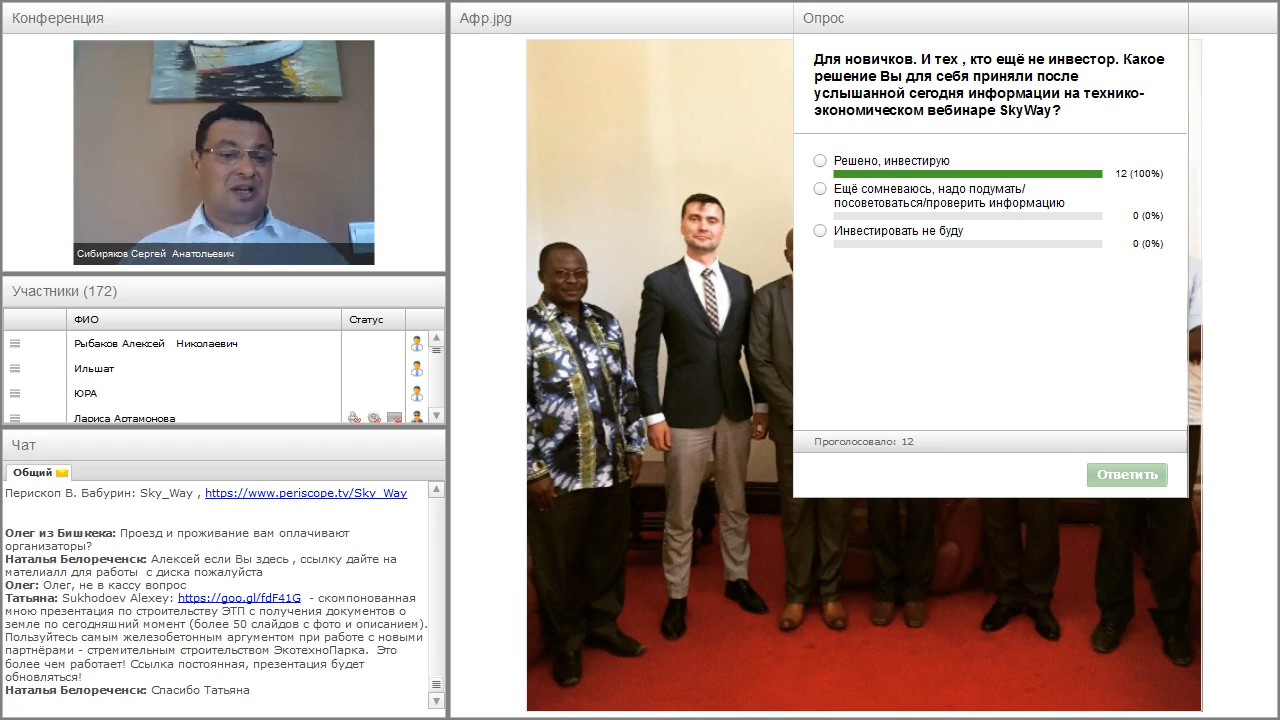 Конференция
Сибиряков Сергей Анатольевич
Участники (172)
ФИО
Статус
Рыбаков Алексей Николаевич
Ильшат
ЮРА
Лариса Артамонова
Чат
Общий
Перископ В. Бабурин: Sky_Way , https://www.periscope.tv/Sky_Way
Олег из Бишкека: Проезд и проживание вам оплачивают
организаторы?
Наталья Белореченск: Алексей если Вы здесь , ссылку дайте на
мателиалл для работы с диска пожалуйста
Олег: Олег, не в кассу вопрос
Татьяна: Sukhodoev Alexey: https://goo.gl/fdF41G - скомпонованная
мною презентация по строительству ЭТП с получения документов о
земле по сегодняшний момент (более 50 слайдов с фото и описанием).
Пользуйтесь самым железобетонным аргументом при работе с новыми
партнёрами - стремительным строительством ЭкотехноПарка. Это
более чем работает! Ссылка постоянная, презентация будет
обновляться!
Наталья Белореченск: Спасибо Татьяна
Афр.jpg
Опрос
Для новичков. И тех , кто ещё не инвестор. Какое
решение Вы для себя приняли после
услышанной сегодня информации на технико-
экономическом вебинаре SkyWay?
Решено, инвестирую
12 (100%)
Ещё сомневаюсь, надо подумать/
посоветоваться/проверить информацию
0 (0%)
Инвестировать не буду
0 (0%)
Проголосовало: 12
Ответить